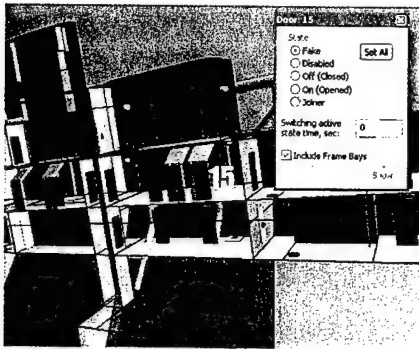 Door: 15
State
Fake
Set All
Disabled
Off (Closed)
On (Opened)
Joiner
Switching active
state time, sec:
0
Include Frame Bays
15